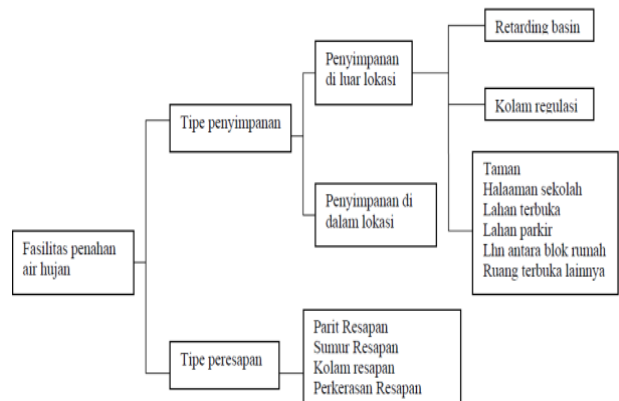 Fasilitas penahan
air hujan
Tipe penyimpanan
Penyimpanan
di luar lokasi
Retarding basin
Kolam regulasi
Taman
Halaaman sekolah
Lahan terbuka
Lahan parkir
Lhn antara blok rumah
Ruang terbuka lainnya
Penyimpanan di
dalam lokasi
Tipe peresapan
Parit Resapan
Sumur Resapan
Kolam resapan
Perkerasan Resapan